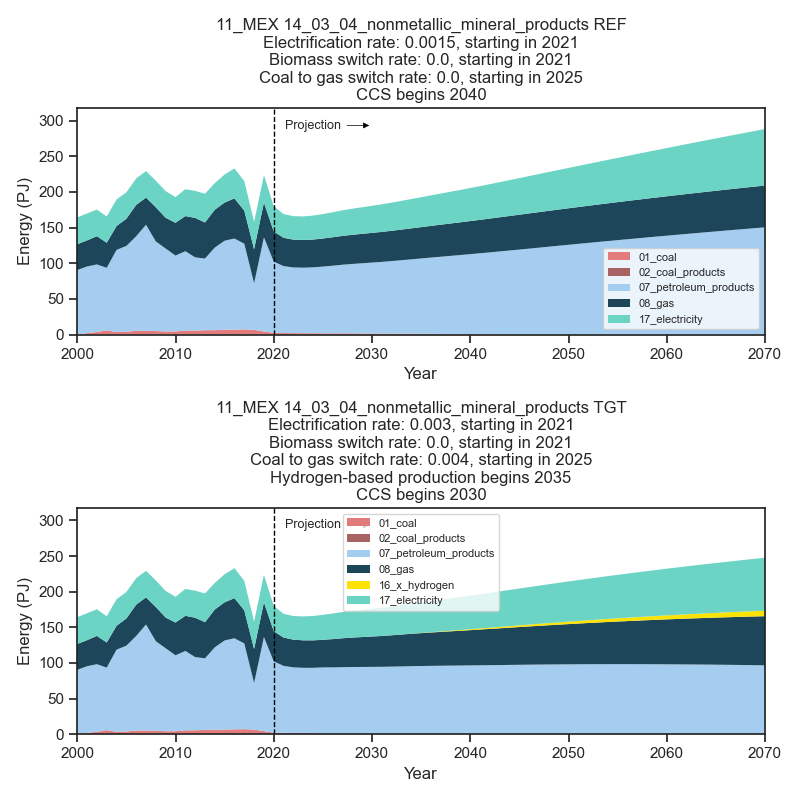 11_MEX 14_03_04_nonmetallic_mineral_products REF
Electrification rate: 0.0015, starting in 2021
Biomass switch rate: 0.0, starting in 2021
Coal to gas switch rate: 0.0, starting in 2025
CCS begins 2040
300
250
200
150
100
50
0
Energy (PJ)
Projection
01_coal
02_coal_products
07_petroleum_products
08_gas
17_electricity
2000 2010 2020 2030 2040 2050 2060 2070
Year
11_MEX 14_03_04_nonmetallic_mineral_products TGT
Electrification rate: 0.003, starting in 2021
Biomass switch rate: 0.0, starting in 2021
Coal to gas switch rate: 0.004, starting in 2025
Hydrogen-based production begins 2035
CCS begins 2030
300
250
200
150
100
50
0
Energy (PJ)
Projection
01_coal
02_coal_products
07_petroleum_products
08_gas
16_x_hydrogen
17_electricity
2000 2010 2020 2030 2040 2050 2060 2070
Year